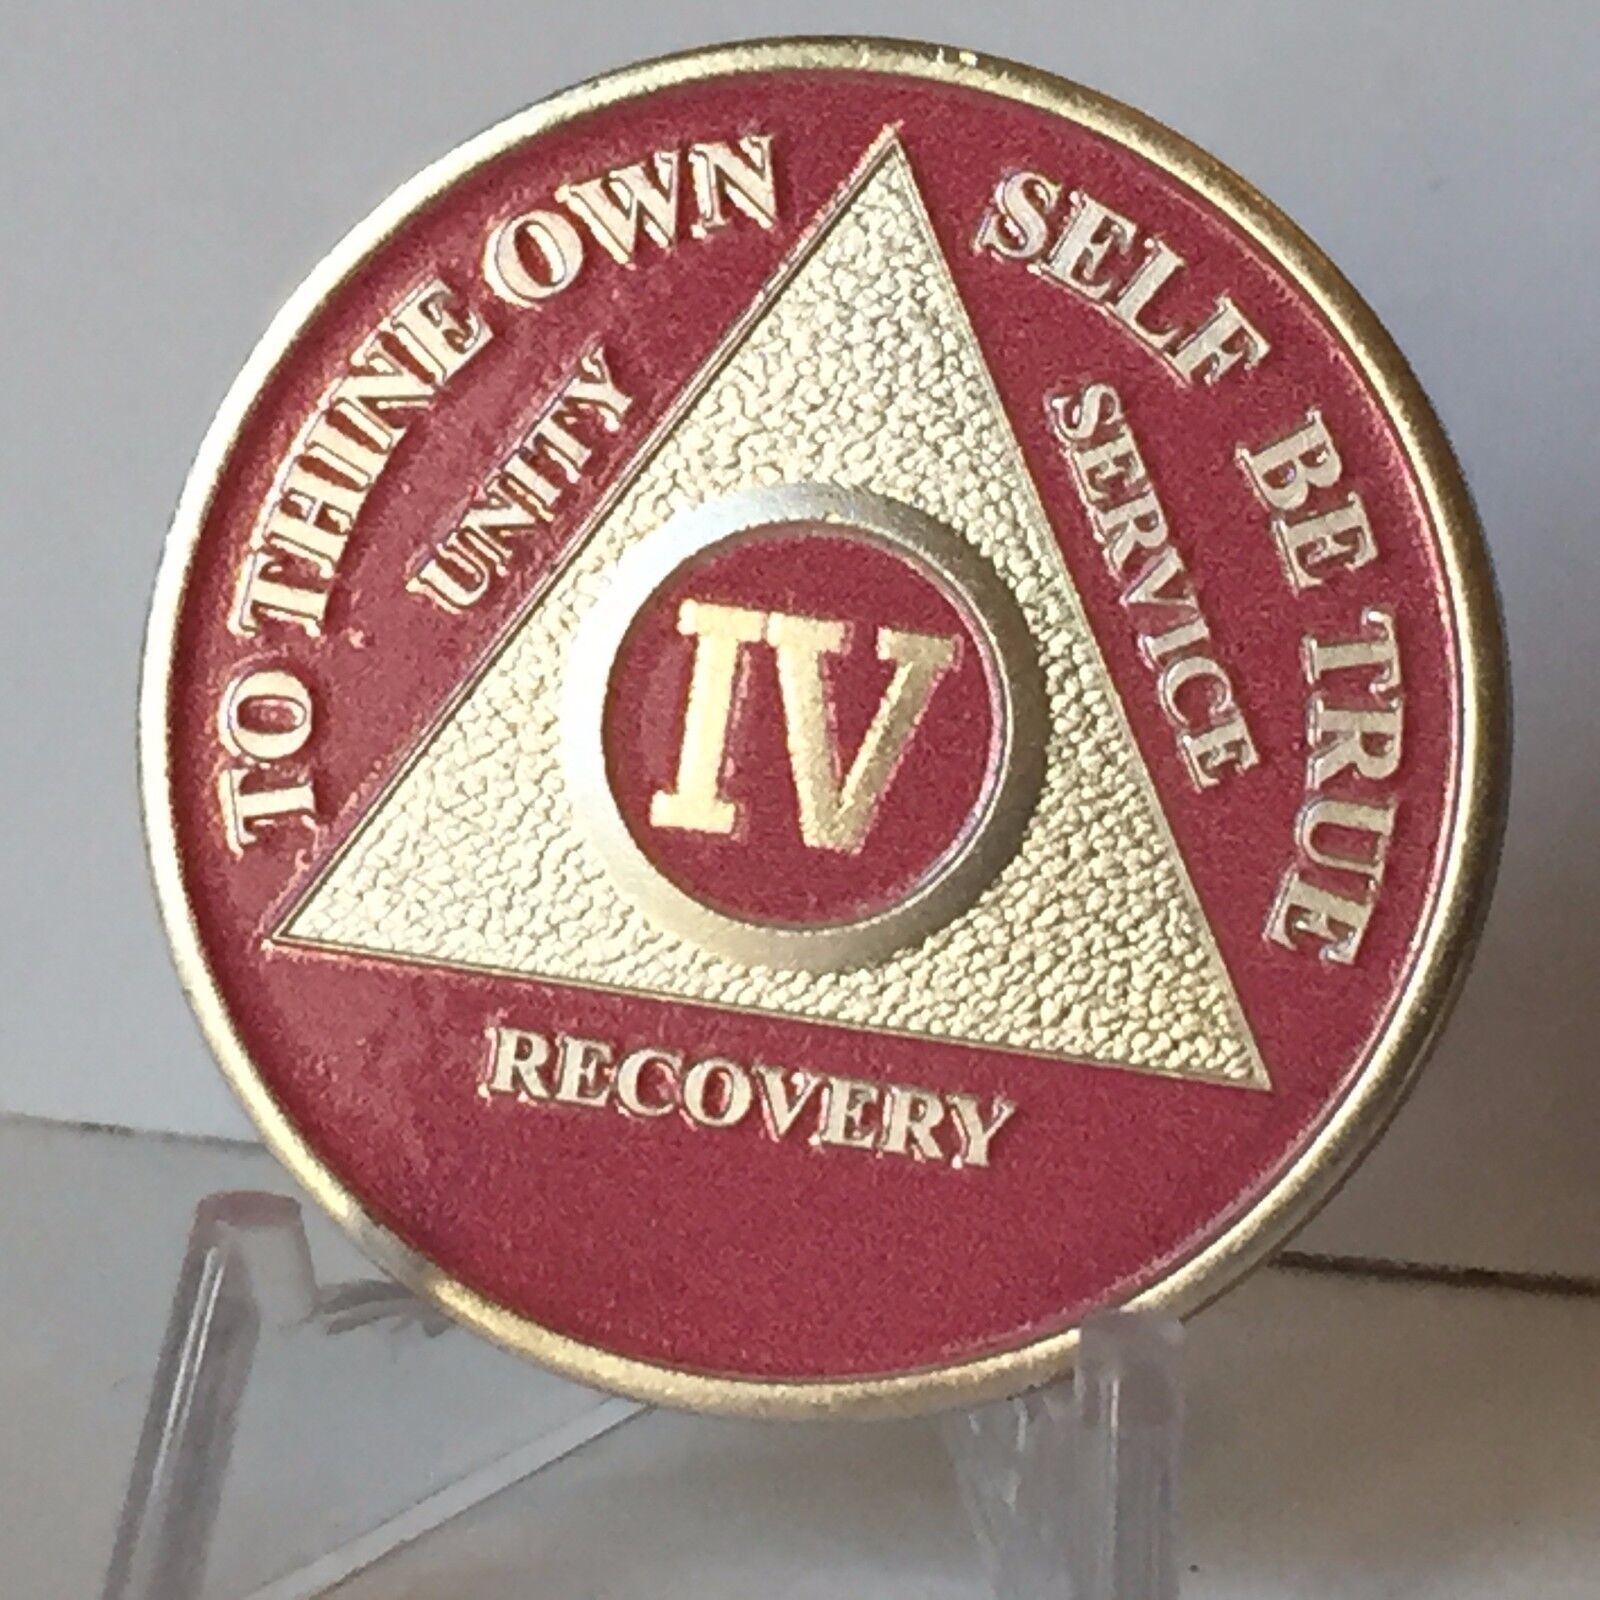 TO THINE OWN SELF BE TRUE
UNITY
SERVICE
IV
RECOVERY